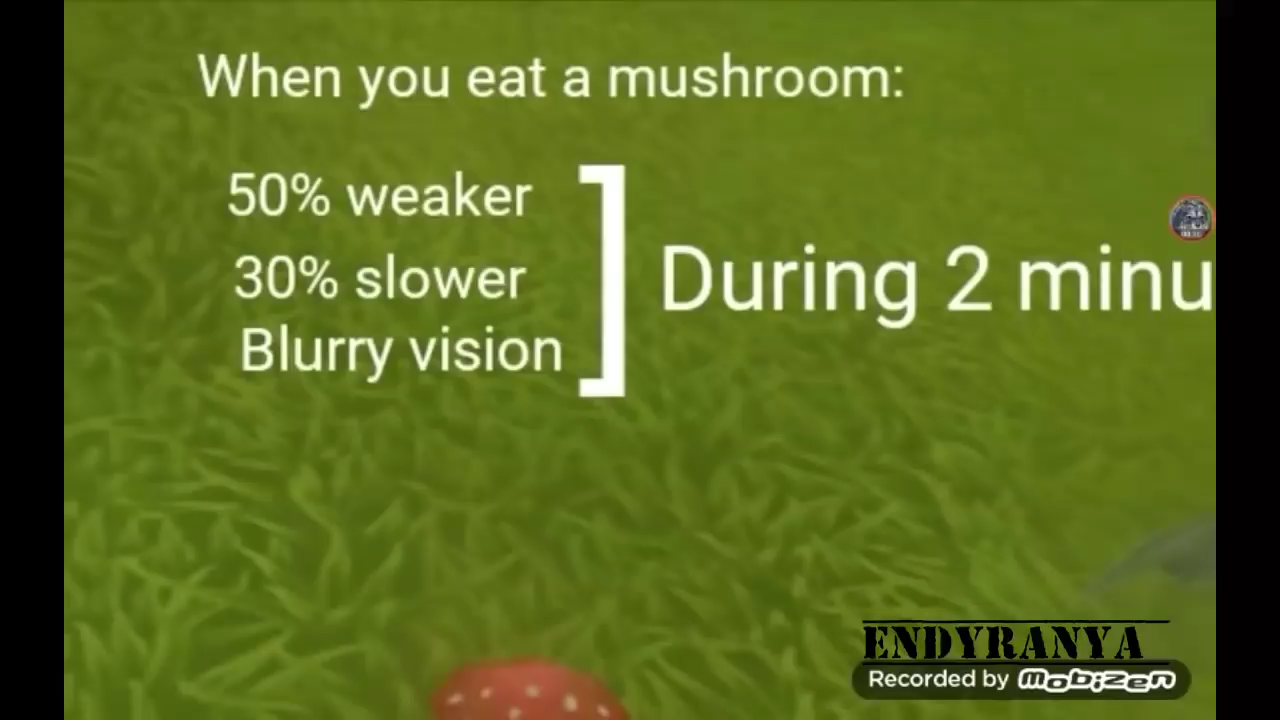 When you eat a mushroom:
50% weaker
30% slower
Blurry vision
During 2 minu
ENDYRANYA
Recorded by mobizen